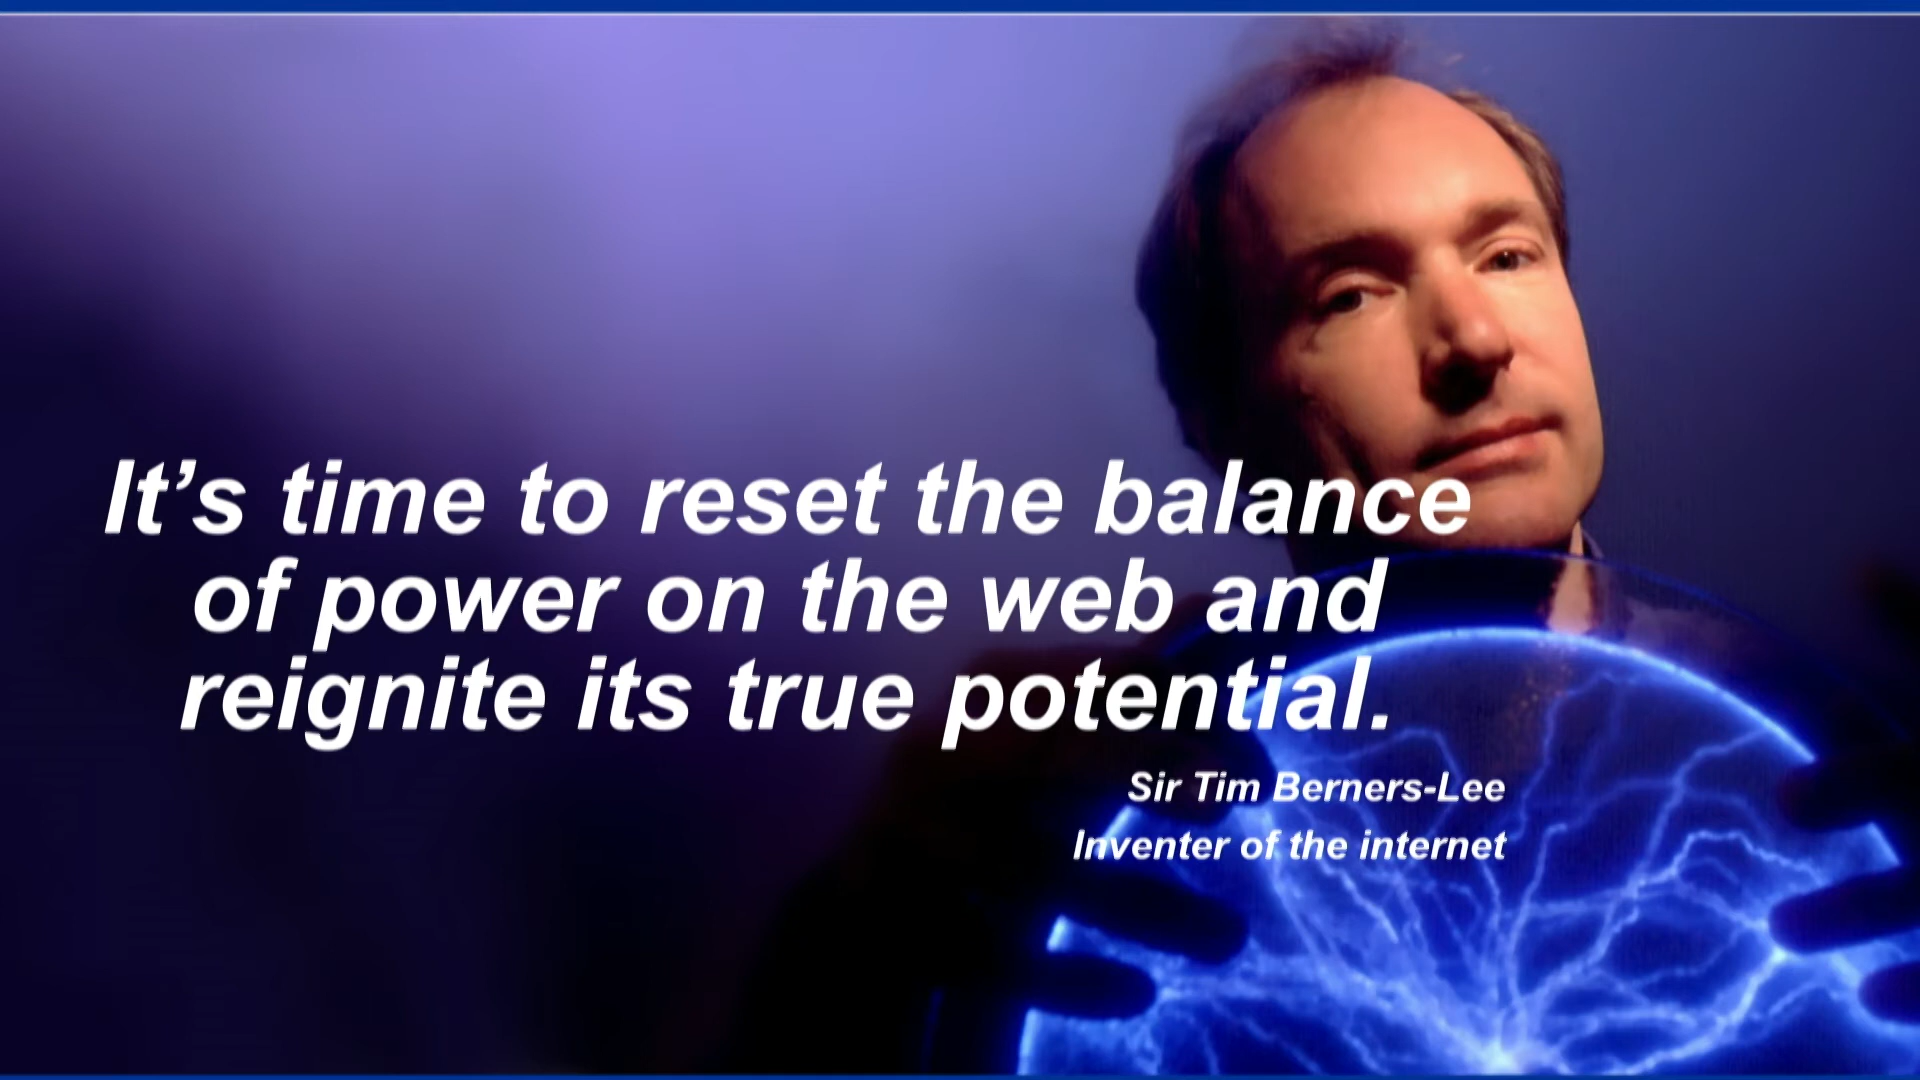 It’s time to reset the balance
of power on the web and
reignite its true potential.
Sir Tim Berners-Lee
Inventer of the internet